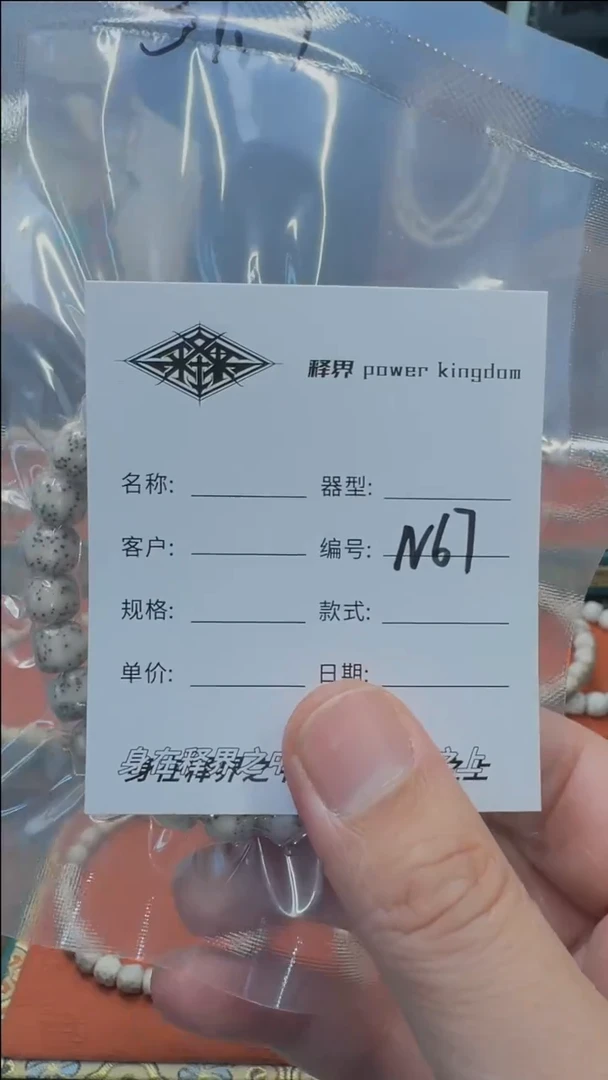 释界 power kingdom
名称: 器型:
客户: 编号: N67
规格: 款式:
单价: 日期:
身在释界之中 之上